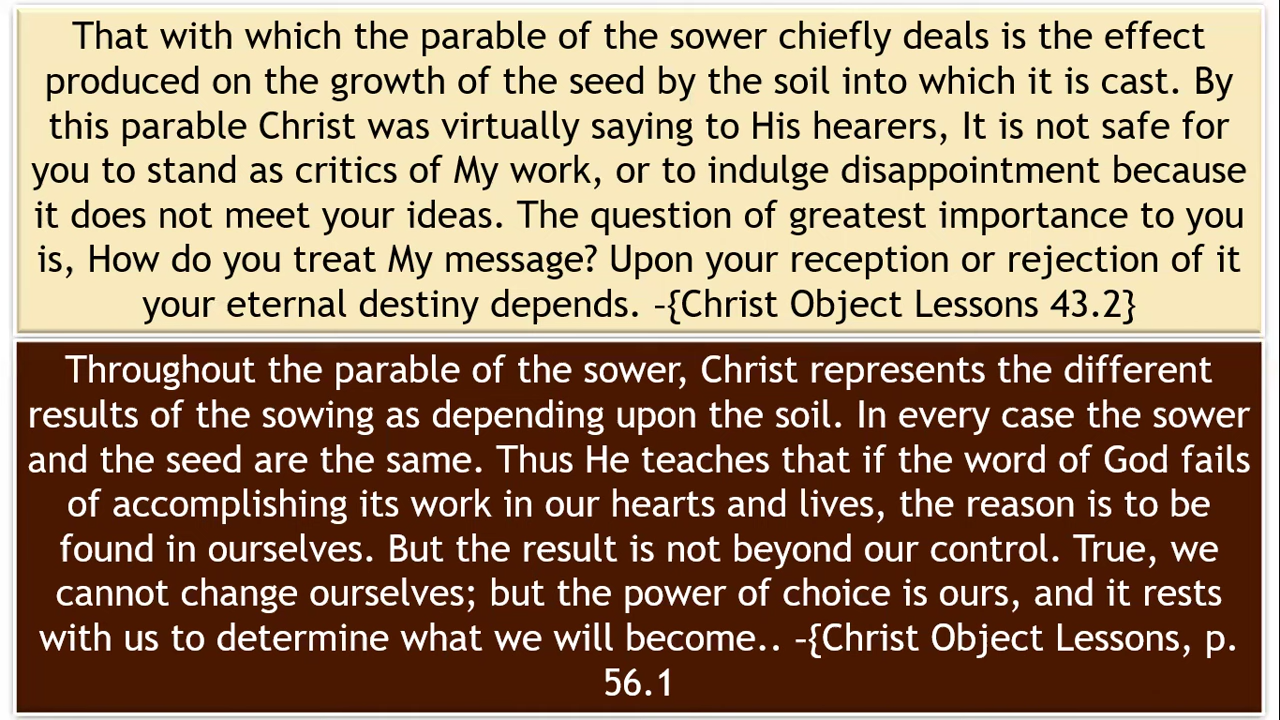 That with which the parable of the sower chiefly deals is the effect
produced on the growth of the seed by the soil into which it is cast. By
this parable Christ was virtually saying to His hearers, It is not safe for
you to stand as critics of My work, or to indulge disappointment because
it does not meet your ideas. The question of greatest importance to you
is, How do you treat My message? Upon your reception or rejection of it
your eternal destiny depends. –{Christ Object Lessons 43.2}
Throughout the parable of the sower, Christ represents the different
results of the sowing as depending upon the soil. In every case the sower
and the seed are the same. Thus He teaches that if the word of God fails
of accomplishing its work in our hearts and lives, the reason is to be
found in ourselves. But the result is not beyond our control. True, we
cannot change ourselves; but the power of choice is ours, and it rests
with us to determine what we will become.. –{Christ Object Lessons, p.
56.1